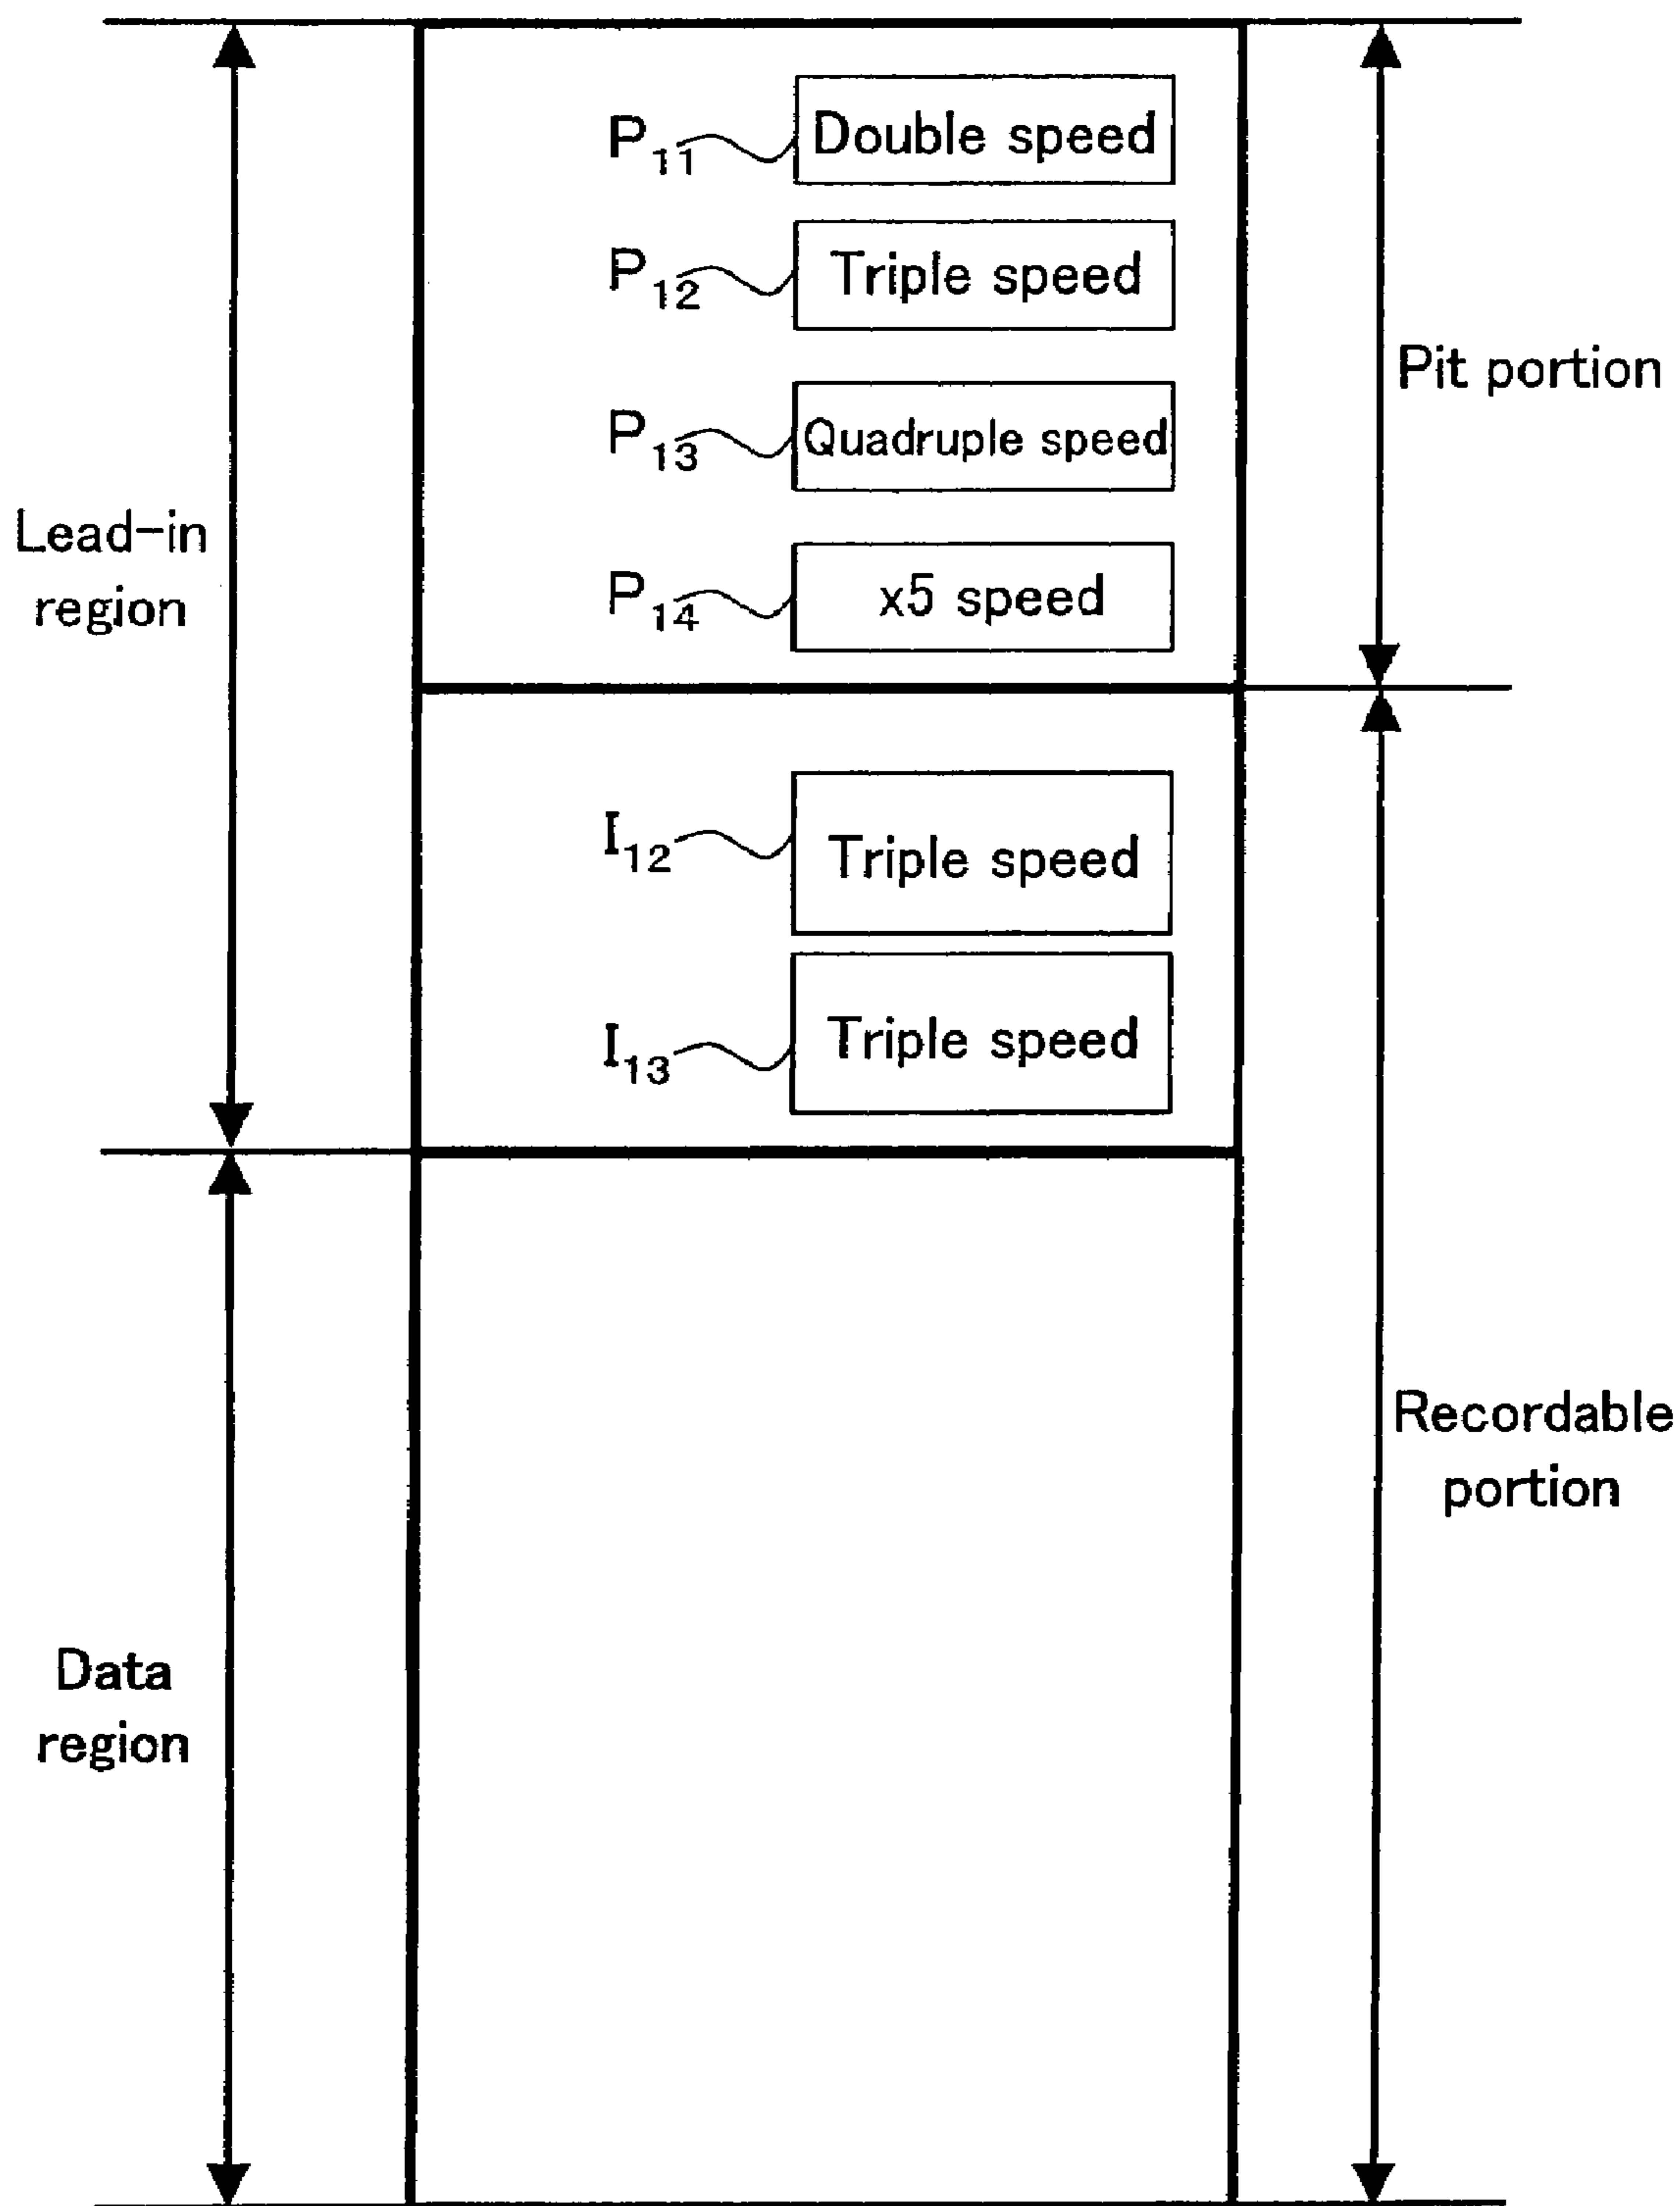 P11 Double speed
P12 Triple speed
P13 Quadruple speed
P14 x5 speed
Pit portion
Lead-in
region
I12 Triple speed
I13 Triple speed
Recordable
portion
Data
region